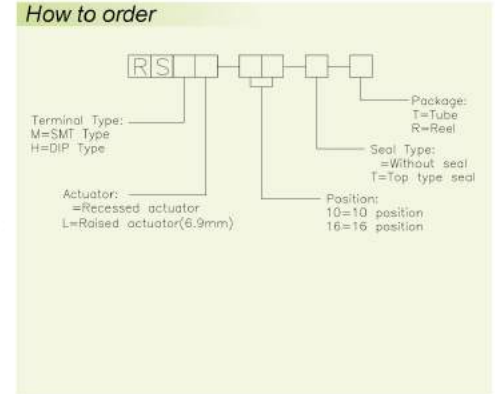 How to order
RS
Package:
T=Tube
R=Reel
Terminal Type:
M=SMT Type
H=DIP Type
Seal Type:
=Without seal
T=Top type seal
Actuator:
=Recessed actuator
L=Raised actuator(6.9mm)
Position:
10=10 position
16=16 position